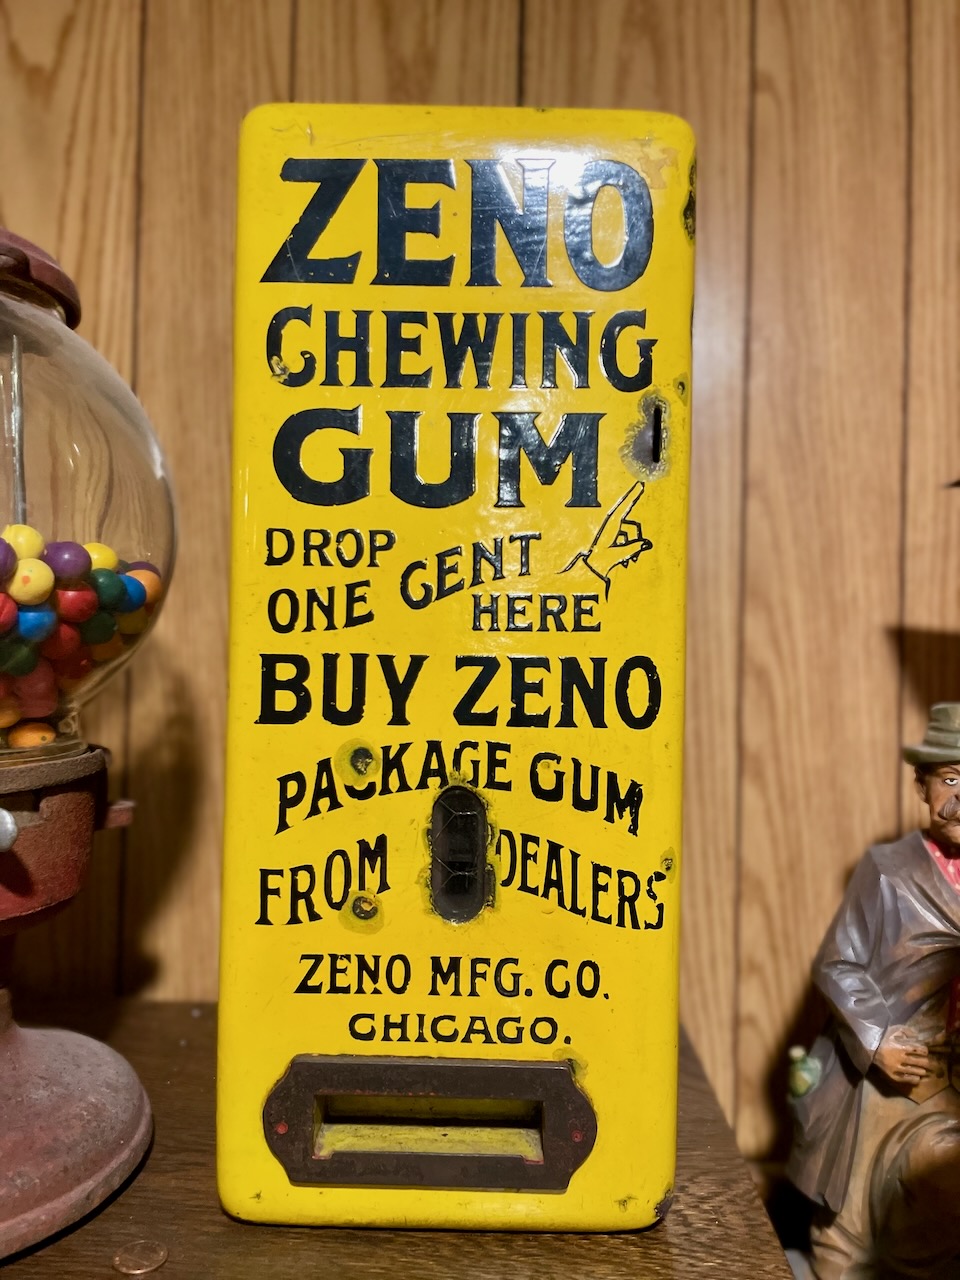 ZENO
CHEWING
GUM
DROP
ONE CENT
HERE
BUY ZENO
PACKAGE GUM
FROM DEALERS
ZENO MFG. CO.
CHICAGO.